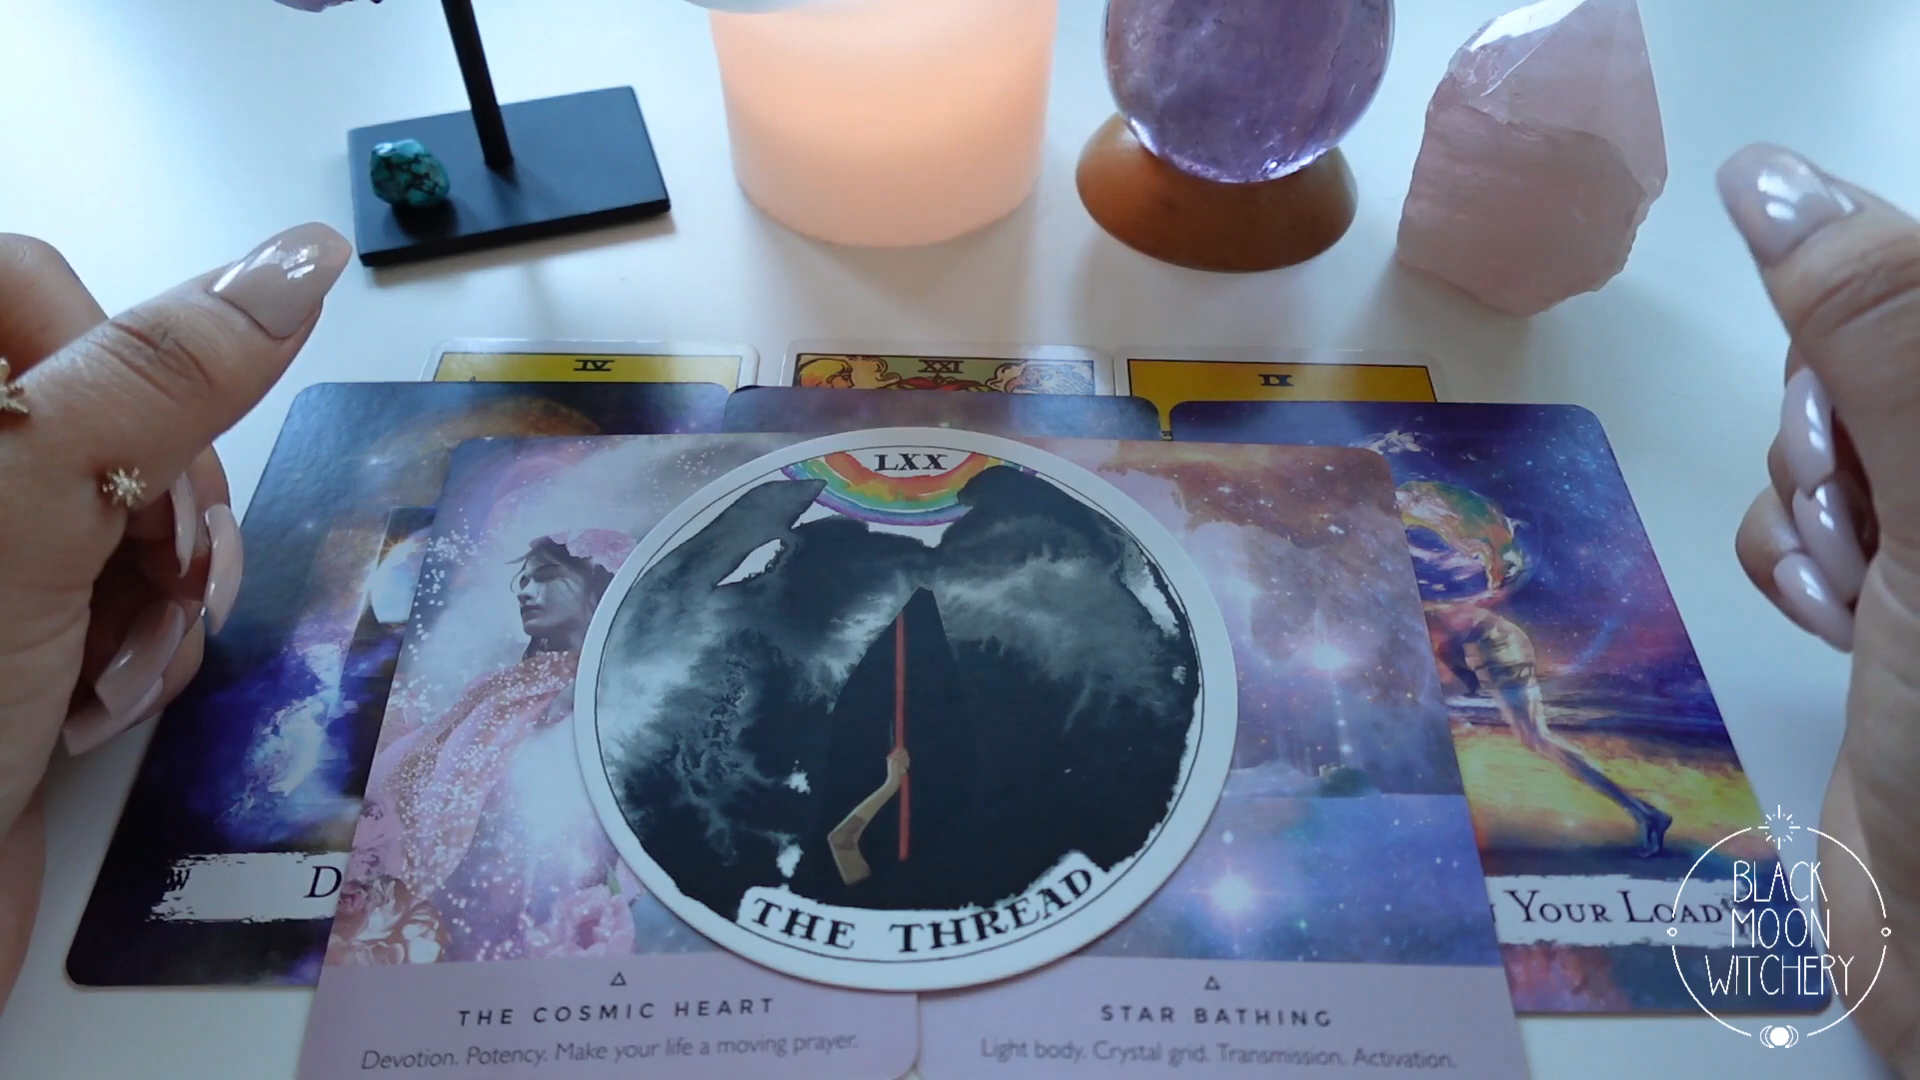 IV
XXI
IX
LXX
THE THREAD
D
YOUR LOAD
THE COSMIC HEART
Devotion. Potency. Make your life a moving prayer.
STAR BATHING
Light body. Crystal grid. Transmission. Activation.
BLACK
MOON
WITCHERY